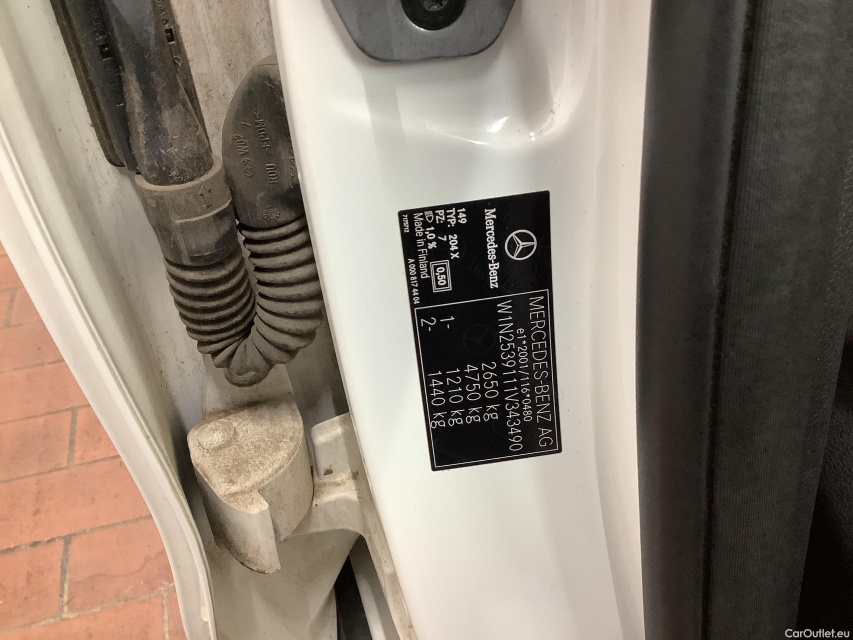 Mercedes-Benz
149
TYP: 204 X
PZ: 7
1,0 %
0,50
Made in Finland
A 000 817 44 04
MERCEDES-BENZ AG
e1*2001/116*0480
W1N2539111V343490
2650 kg
4750 kg
1- 1210 kg
2- 1440 kg
CarOutlet.eu